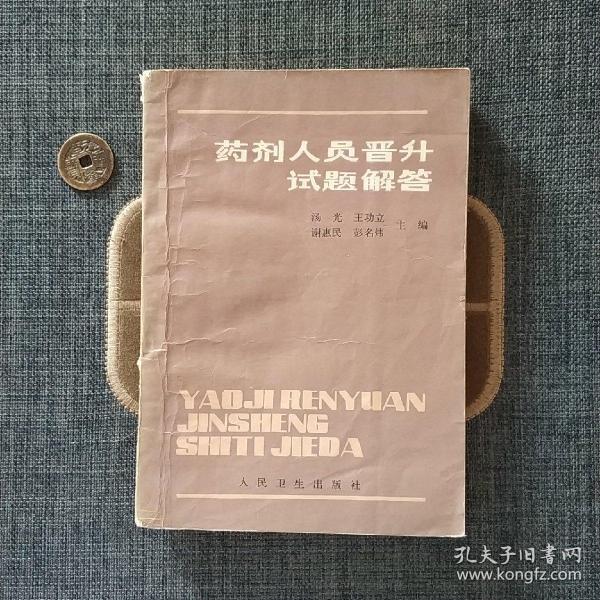 药剂人员晋升
试题解答
汤光 王功立
谢惠民 彭名炜 主编
YAOJI RENYUAN
JINSHENG
SHITI JIEDA
人民卫生出版社
孔夫子旧書网
www.kongfz.com